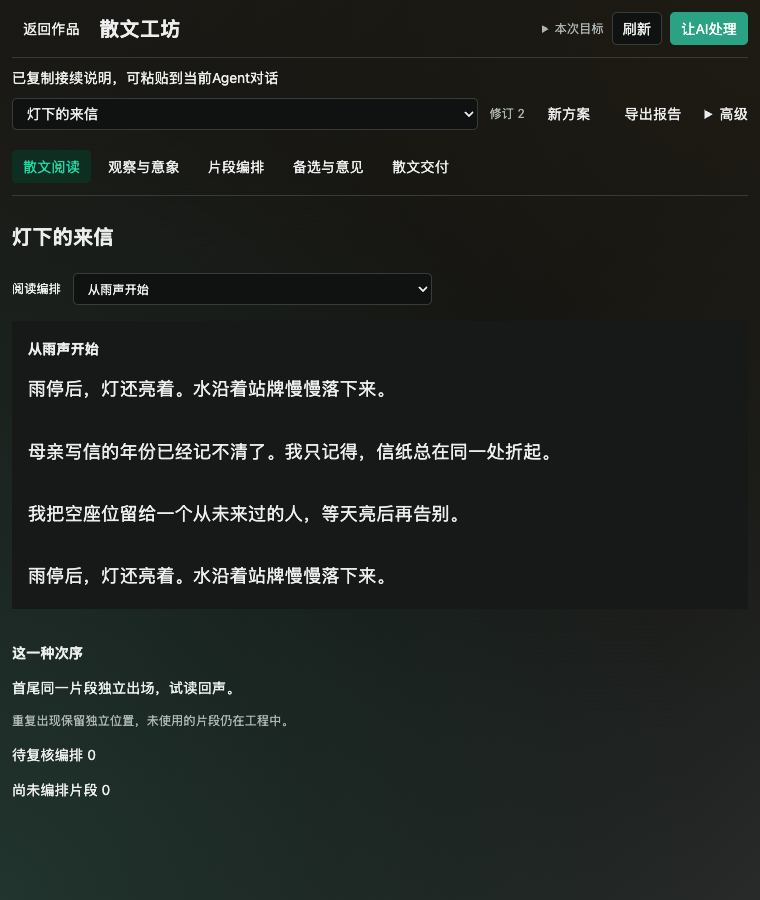 返回作品 散文工坊 ▶ 本次目标 刷新 让AI处理
已复制接续说明，可粘贴到当前Agent对话
灯下的来信 修订 2 新方案 导出报告 ▶ 高级
散文阅读 观察与意象 片段编排 备选与意见 散文交付
灯下的来信
阅读编排 从雨声开始
从雨声开始
雨停后，灯还亮着。水沿着站牌慢慢落下来。
母亲写信的年份已经记不清了。我只记得，信纸总在同一处折起。
我把空座位留给一个从未来过的人，等天亮后再告别。
雨停后，灯还亮着。水沿着站牌慢慢落下来。
这一种次序
首尾同一片段独立出场，试读回声。
重复出现保留独立位置，未使用的片段仍在工程中。
待复核编排 0
尚未编排片段 0